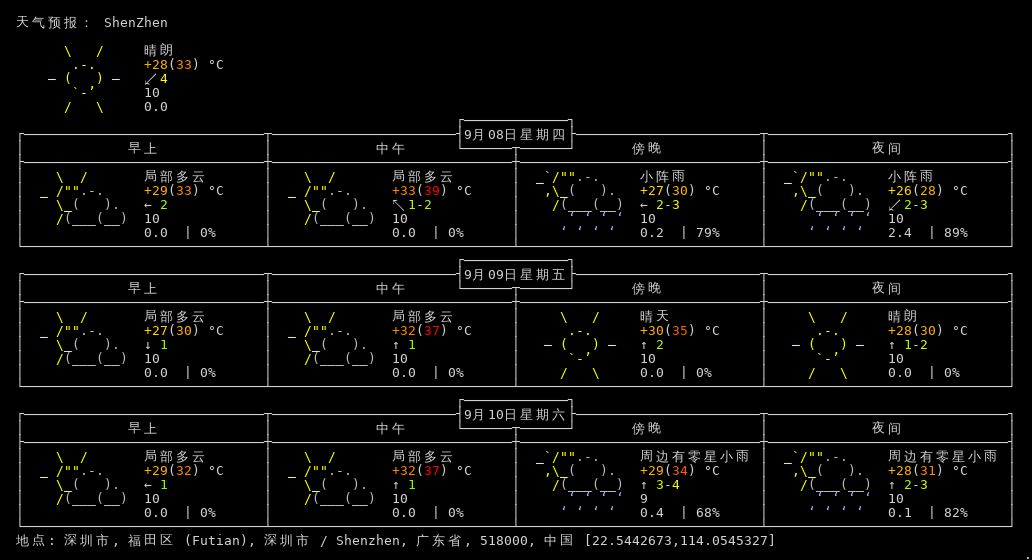 天气预报： ShenZhen
晴朗
+28(33) °C
↙4
10
0.0
9月08日星期四
早上 中午 傍晚 夜间
局部多云 局部多云 小阵雨 小阵雨
+29(33) °C +33(39) °C +27(30) °C +26(28) °C
← 2 ↖1-2 ← 2-3 ↙2-3
10 10 10 10
0.0 | 0% 0.0 | 0% 0.2 | 79% 2.4 | 89%
9月09日星期五
早上 中午 傍晚 夜间
局部多云 局部多云 晴天 晴朗
+27(30) °C +32(37) °C +30(35) °C +28(30) °C
↓ 1 ↑ 1 ↑ 2 ↑ 1-2
10 10 10 10
0.0 | 0% 0.0 | 0% 0.0 | 0% 0.0 | 0%
9月10日星期六
早上 中午 傍晚 夜间
局部多云 局部多云 周边有零星小雨 周边有零星小雨
+29(32) °C +32(37) °C +29(34) °C +28(31) °C
← 1 ↑ 1 ↑ 3-4 ↑ 2-3
10 10 9 10
0.0 | 0% 0.0 | 0% 0.4 | 68% 0.1 | 82%
地点: 深圳市, 福田区 (Futian), 深圳市 / Shenzhen, 广东省, 518000, 中国 [22.5442673,114.0545327]